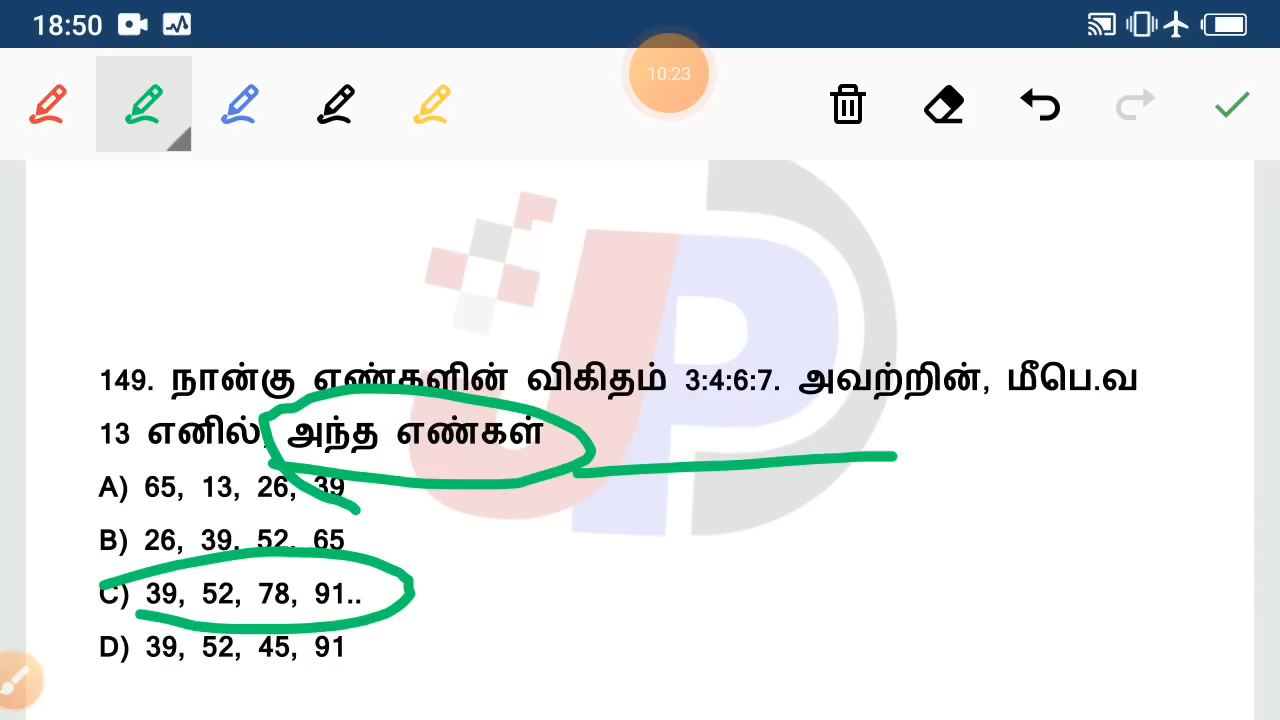 18:50
10:23
149. நான்கு எண்களின் விகிதம் 3:4:6:7. அவற்றின், மீபெ.வ
13 எனில், அந்த எண்கள்
A) 65, 13, 26, 39
B) 26, 39, 52, 65
C) 39, 52, 78, 91..
D) 39, 52, 45, 91